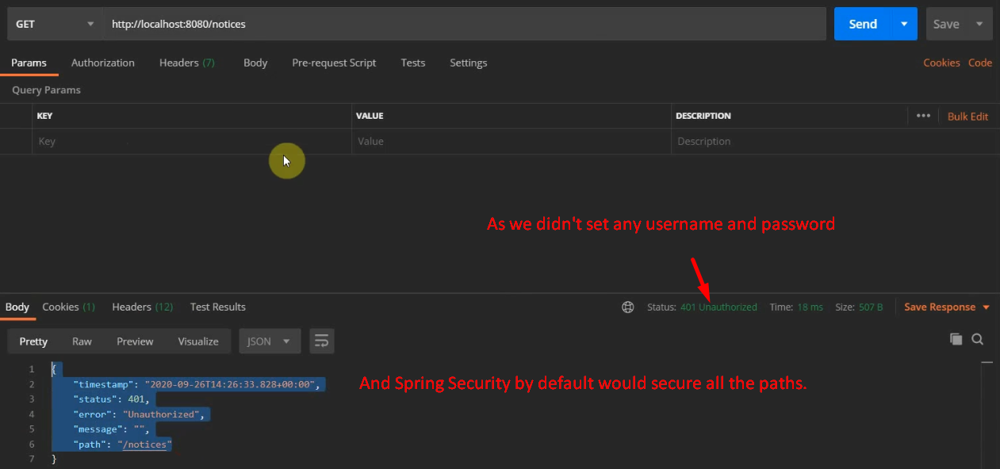 GET http://localhost:8080/notices Send Save
Params Authorization Headers (7) Body Pre-request Script Tests Settings Cookies Code
Query Params
KEY VALUE DESCRIPTION ••• Bulk Edit
Key Value Description
As we didn't set any username and password
Body Cookies (1) Headers (12) Test Results Status: 401 Unauthorized Time: 18 ms Size: 507 B Save Response
Pretty Raw Preview Visualize JSON
1 {
2 "timestamp": "2020-09-26T14:26:33.828+00:00",
And Spring Security by default would secure all the paths.
3 "status": 401,
4 "error": "Unauthorized",
5 "message": "",
6 "path": "/notices"
7 }